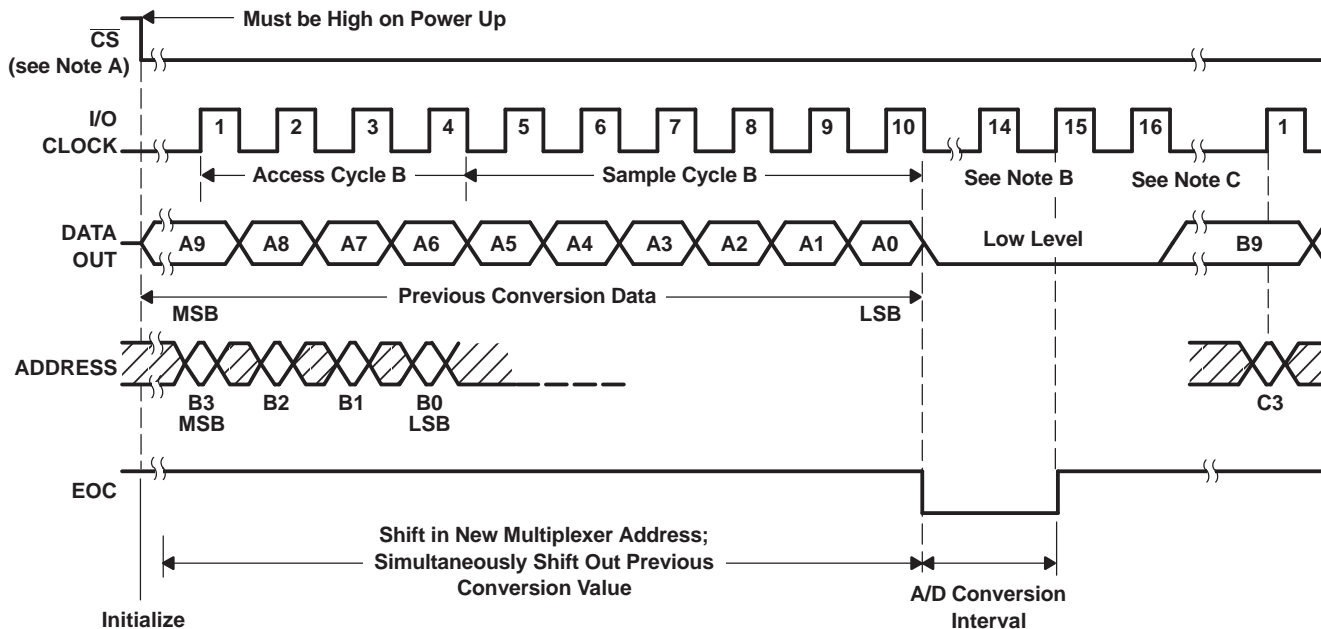 Must be High on Power Up
CS
(see Note A)
I/O
CLOCK
1 2 3 4 5 6 7 8 9 10 14 15 16 1
Access Cycle B
Sample Cycle B
See Note B
See Note C
DATA
OUT
A9 A8 A7 A6 A5 A4 A3 A2 A1 A0
Low Level
B9
Previous Conversion Data
MSB
LSB
ADDRESS
B3 B2 B1 B0
MSB
LSB
C3
EOC
Shift in New Multiplexer Address;
Simultaneously Shift Out Previous
Conversion Value
A/D Conversion
Interval
Initialize